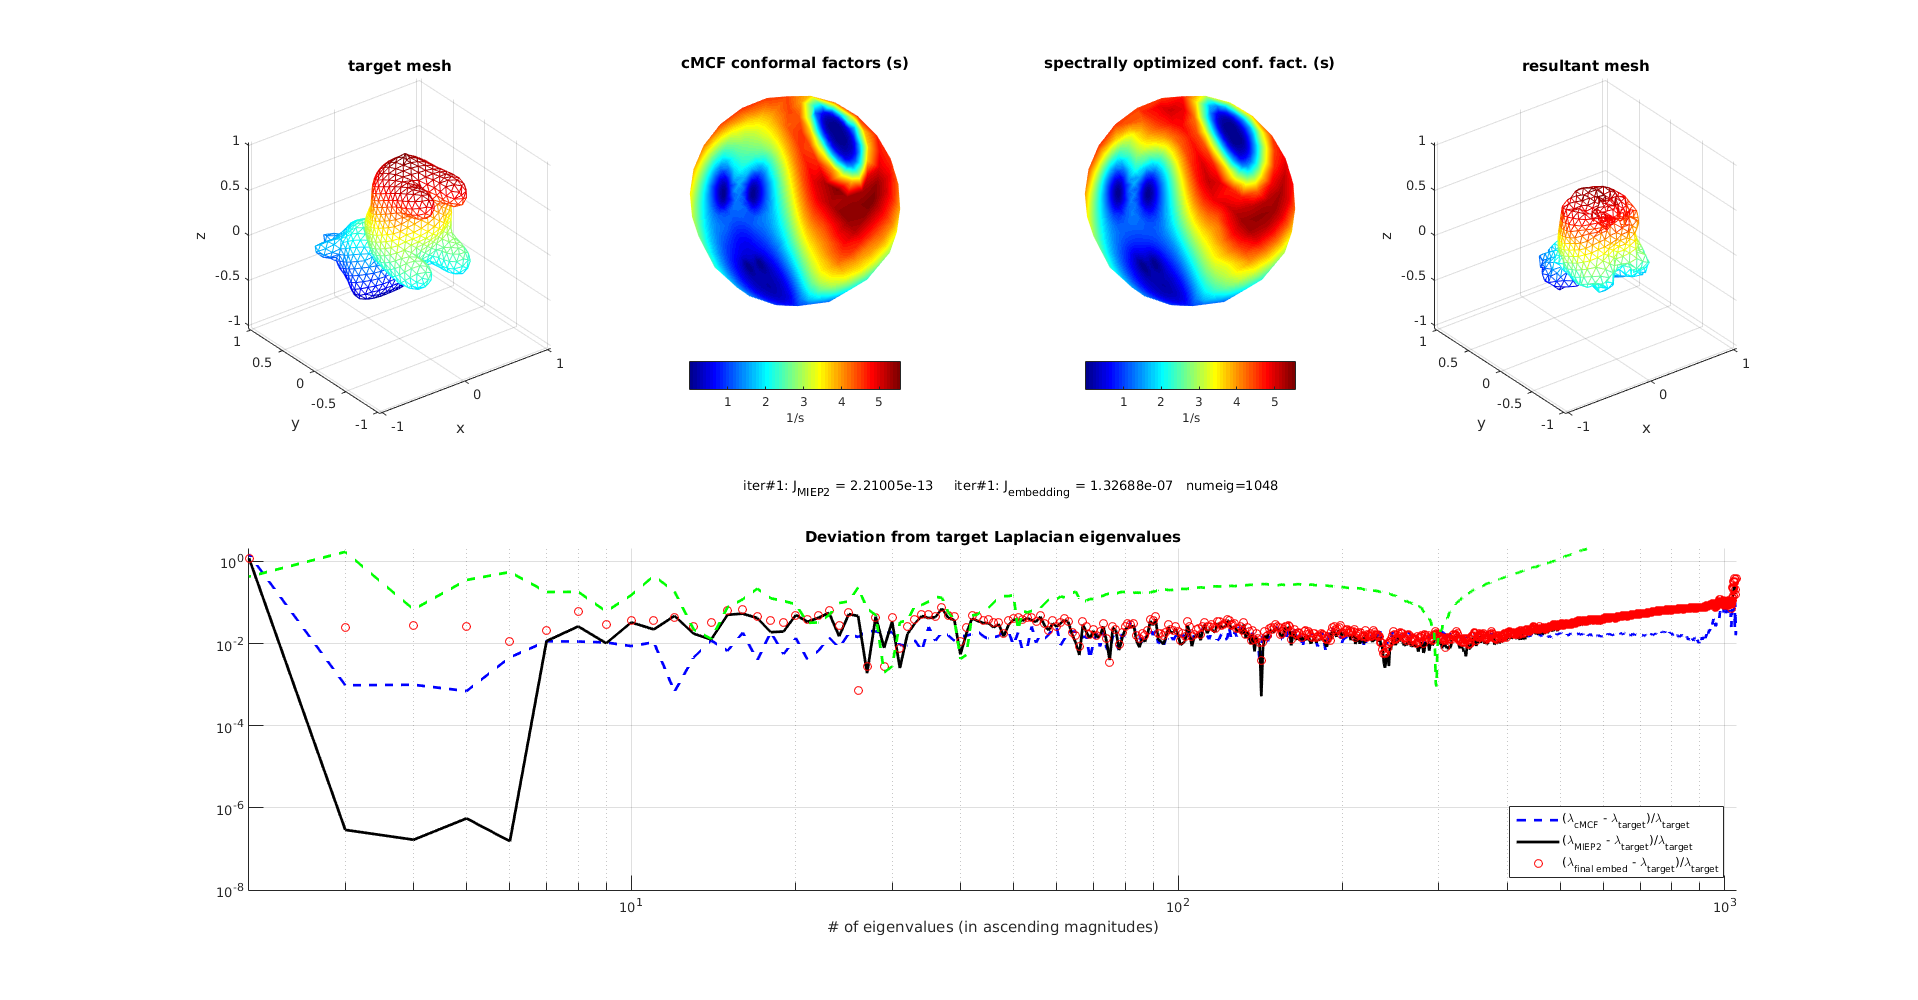 target mesh
cMCF conformal factors (s)
spectrally optimized conf. fact. (s)
resultant mesh
1
0.5
0
-0.5
-1
z
1
0.5
0
-0.5
-1
y
-1
0
1
x
1 2 3 4 5
1/s
1 2 3 4 5
1/s
1
0.5
0
-0.5
-1
z
1
0.5
0
-0.5
-1
y
-1
0
1
x
iter#1: J_MIEP2 = 2.21005e-13 iter#1: J_embedding = 1.32688e-07 numeig=1048
Deviation from target Laplacian eigenvalues
10^0
10^-2
10^-4
10^-6
10^-8
10^1 10^2 10^3
# of eigenvalues (in ascending magnitudes)
(λ_cMCF - λ_target)/λ_target
(λ_MIEP2 - λ_target)/λ_target
(λ_final embed - λ_target)/λ_target